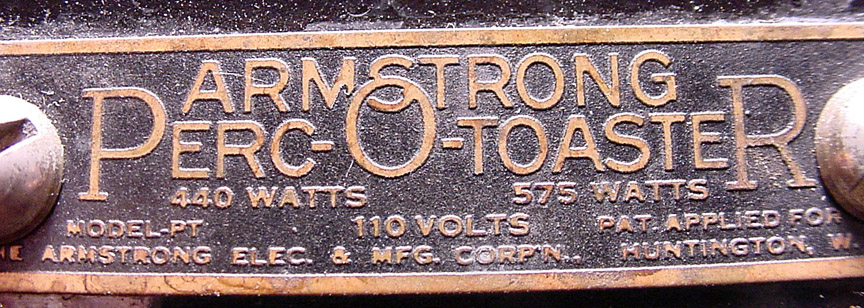 ARMSTRONG
PERC-O-TOASTER
440 WATTS 575 WATTS
MODEL-PT 110 VOLTS PAT. APPLIED FOR
HE ARMSTRONG ELEC. & MFG. CORP'N., HUNTINGTON, W.